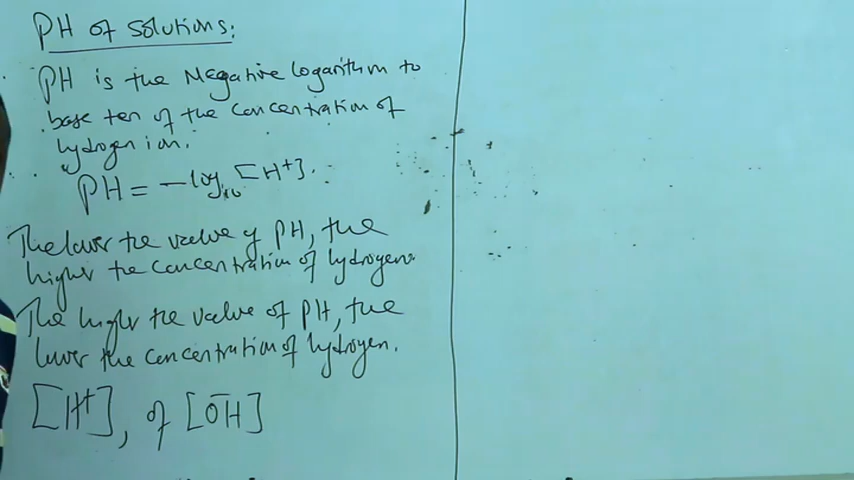 PH of solutions:
PH is the Negative logarithm to
base ten of the concentration of
hydrogen ion.
PH = -log₁₀ [H⁺].
The lower the value of PH, the
higher the concentration of hydrogen.
The higher the value of PH, the
lower the concentration of hydrogen.
[H⁺], of [O⁻H]